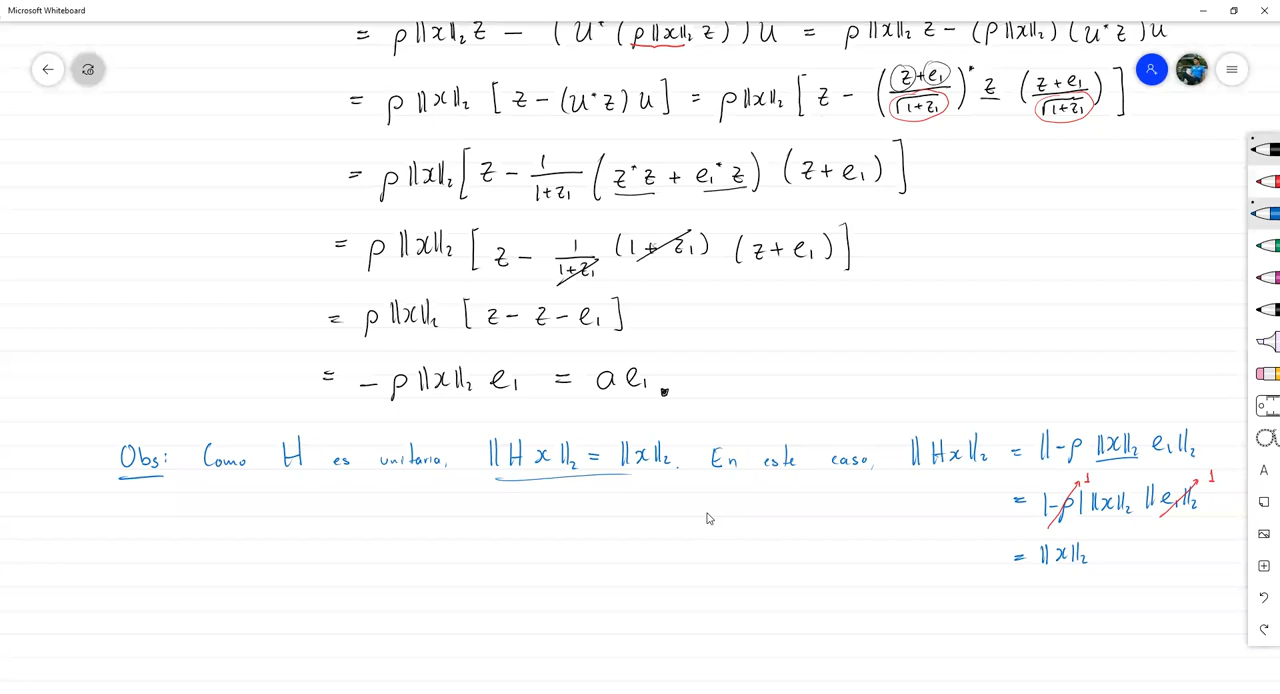 Microsoft Whiteboard
= ρ ||x||₂ z − (u* (ρ ||x||₂ z)) u = ρ ||x||₂ z − (ρ ||x||₂) (u* z) u
= ρ ||x||₂ [ z − (u* z) u ] = ρ ||x||₂ [ z − ( (z + e₁) / √(1+z₁) )* z ( (z + e₁) / √(1+z₁) ) ]
= ρ ||x||₂ [ z − 1/(1+z₁) ( z* z + e₁* z ) (z + e₁) ]
= ρ ||x||₂ [ z − 1/(1+z₁) (1 + z₁) (z + e₁) ]
= ρ ||x||₂ [ z − z − e₁ ]
= − ρ ||x||₂ e₁ = a e₁ .
Obs: Como H es unitaria, || H x ||₂ = ||x||₂. En este caso, || Hx ||₂ = || −ρ ||x||₂ e₁ ||₂
= |−ρ| 1 ||x||₂ ||e₁||₂ 1
= ||x||₂
A